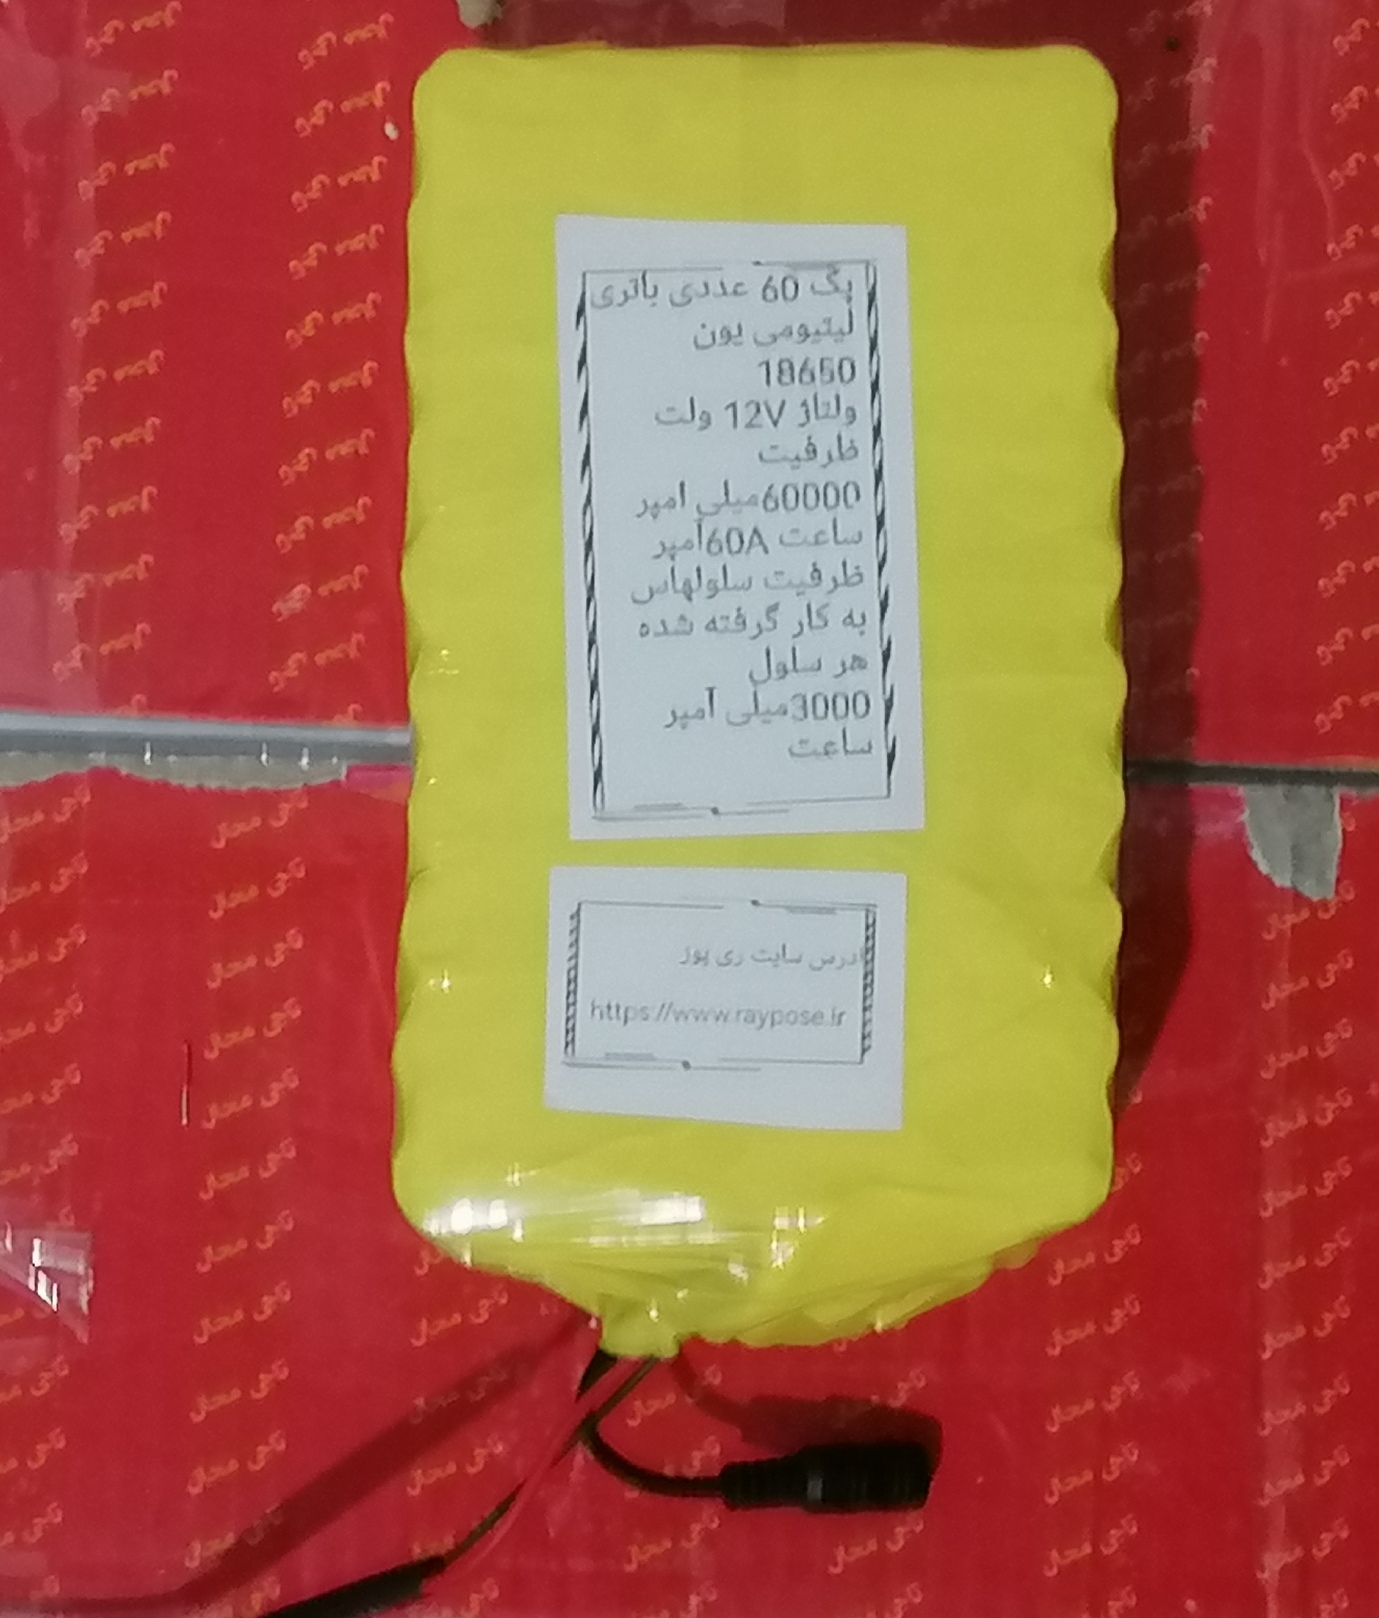 پک 60 عددی باتری
لیتیومی یون
18650
ولتاژ 12V ولت
ظرفیت
60000میلی امپر
ساعت 60Aآمپر
ظرفیت سلولهاس
به کار گرفته شده
هر سلول
3000میلی آمپر
ساعت
ادرس سایت ری پوز
https://www.raypose.ir